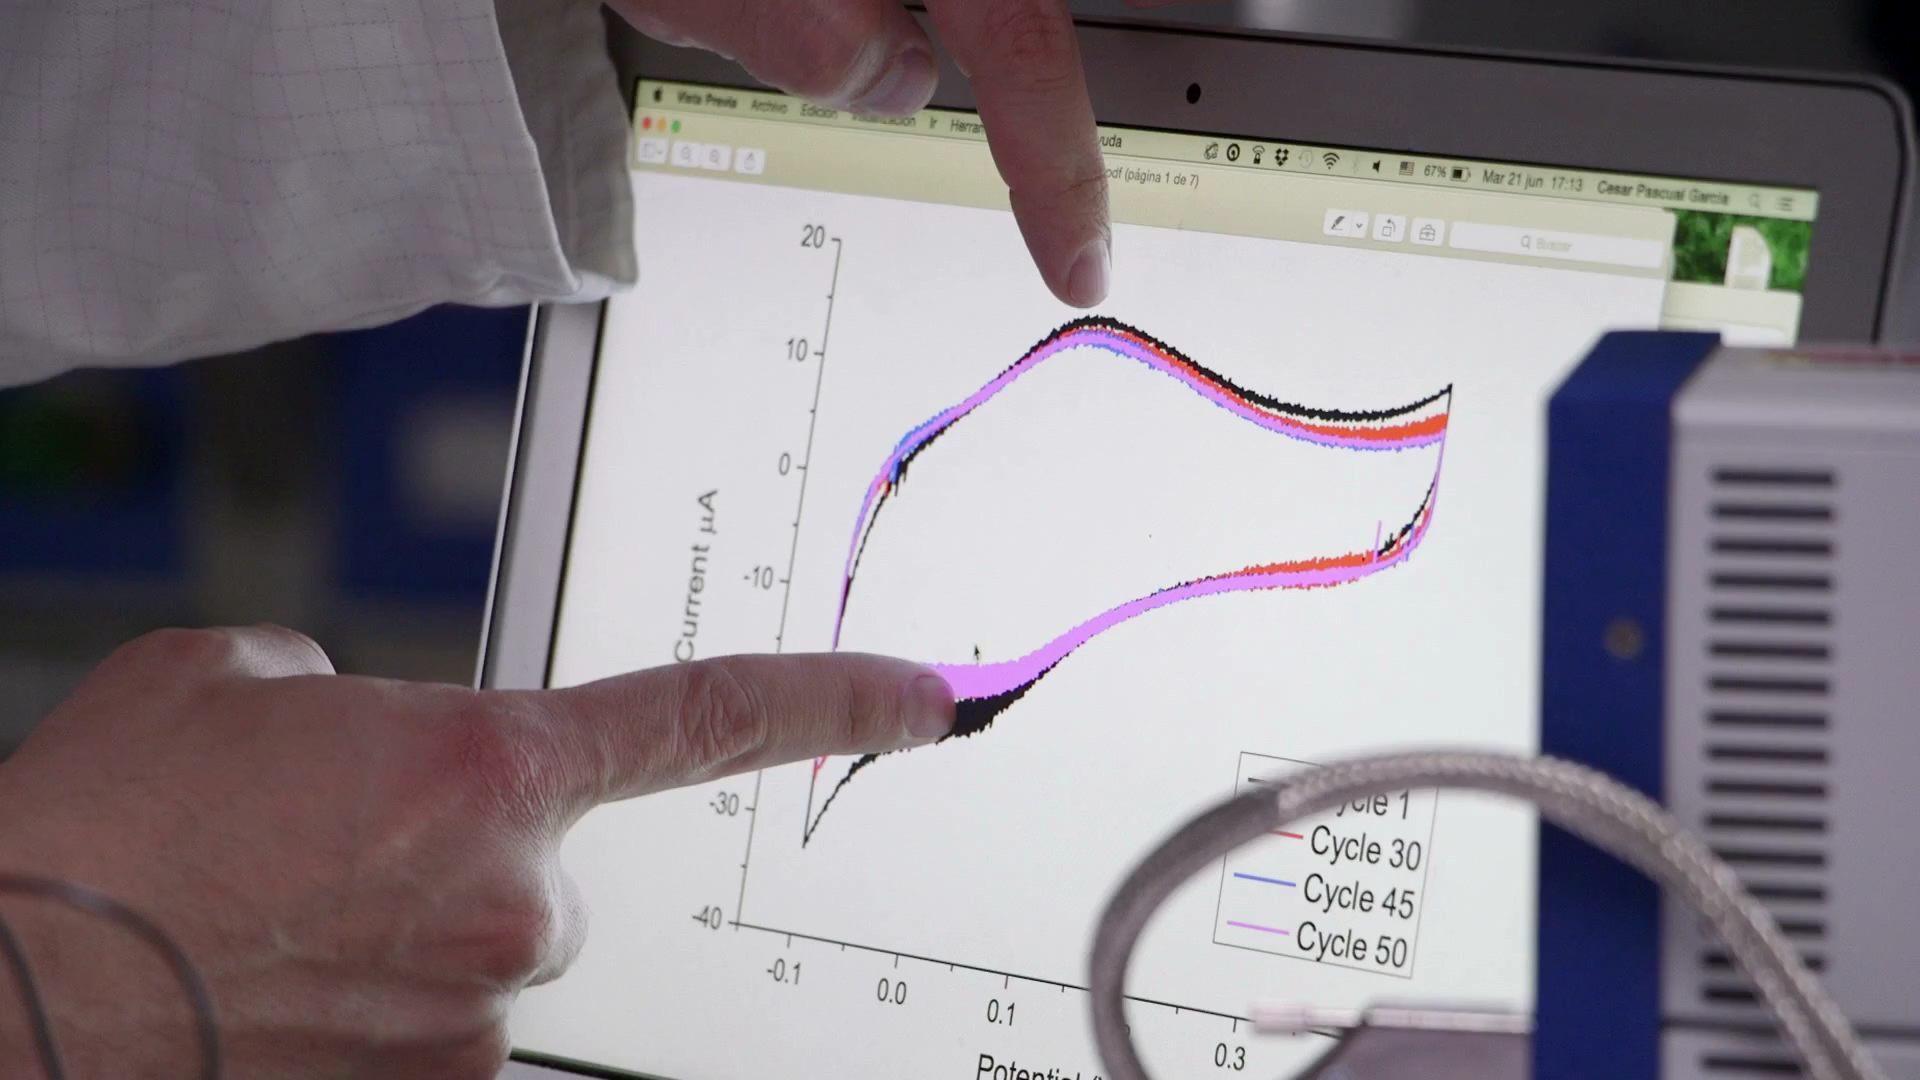 Vista Previa Archivo Edición Visualización Ir
67% Mar 21 jun 17:13 Cesar Pascual García
(página 1 de 7)
Buscar
20
10
0
-10
-30
-40
Current µA
-0.1
0.0
0.1
0.3
Cycle 30
Cycle 45
Cycle 50